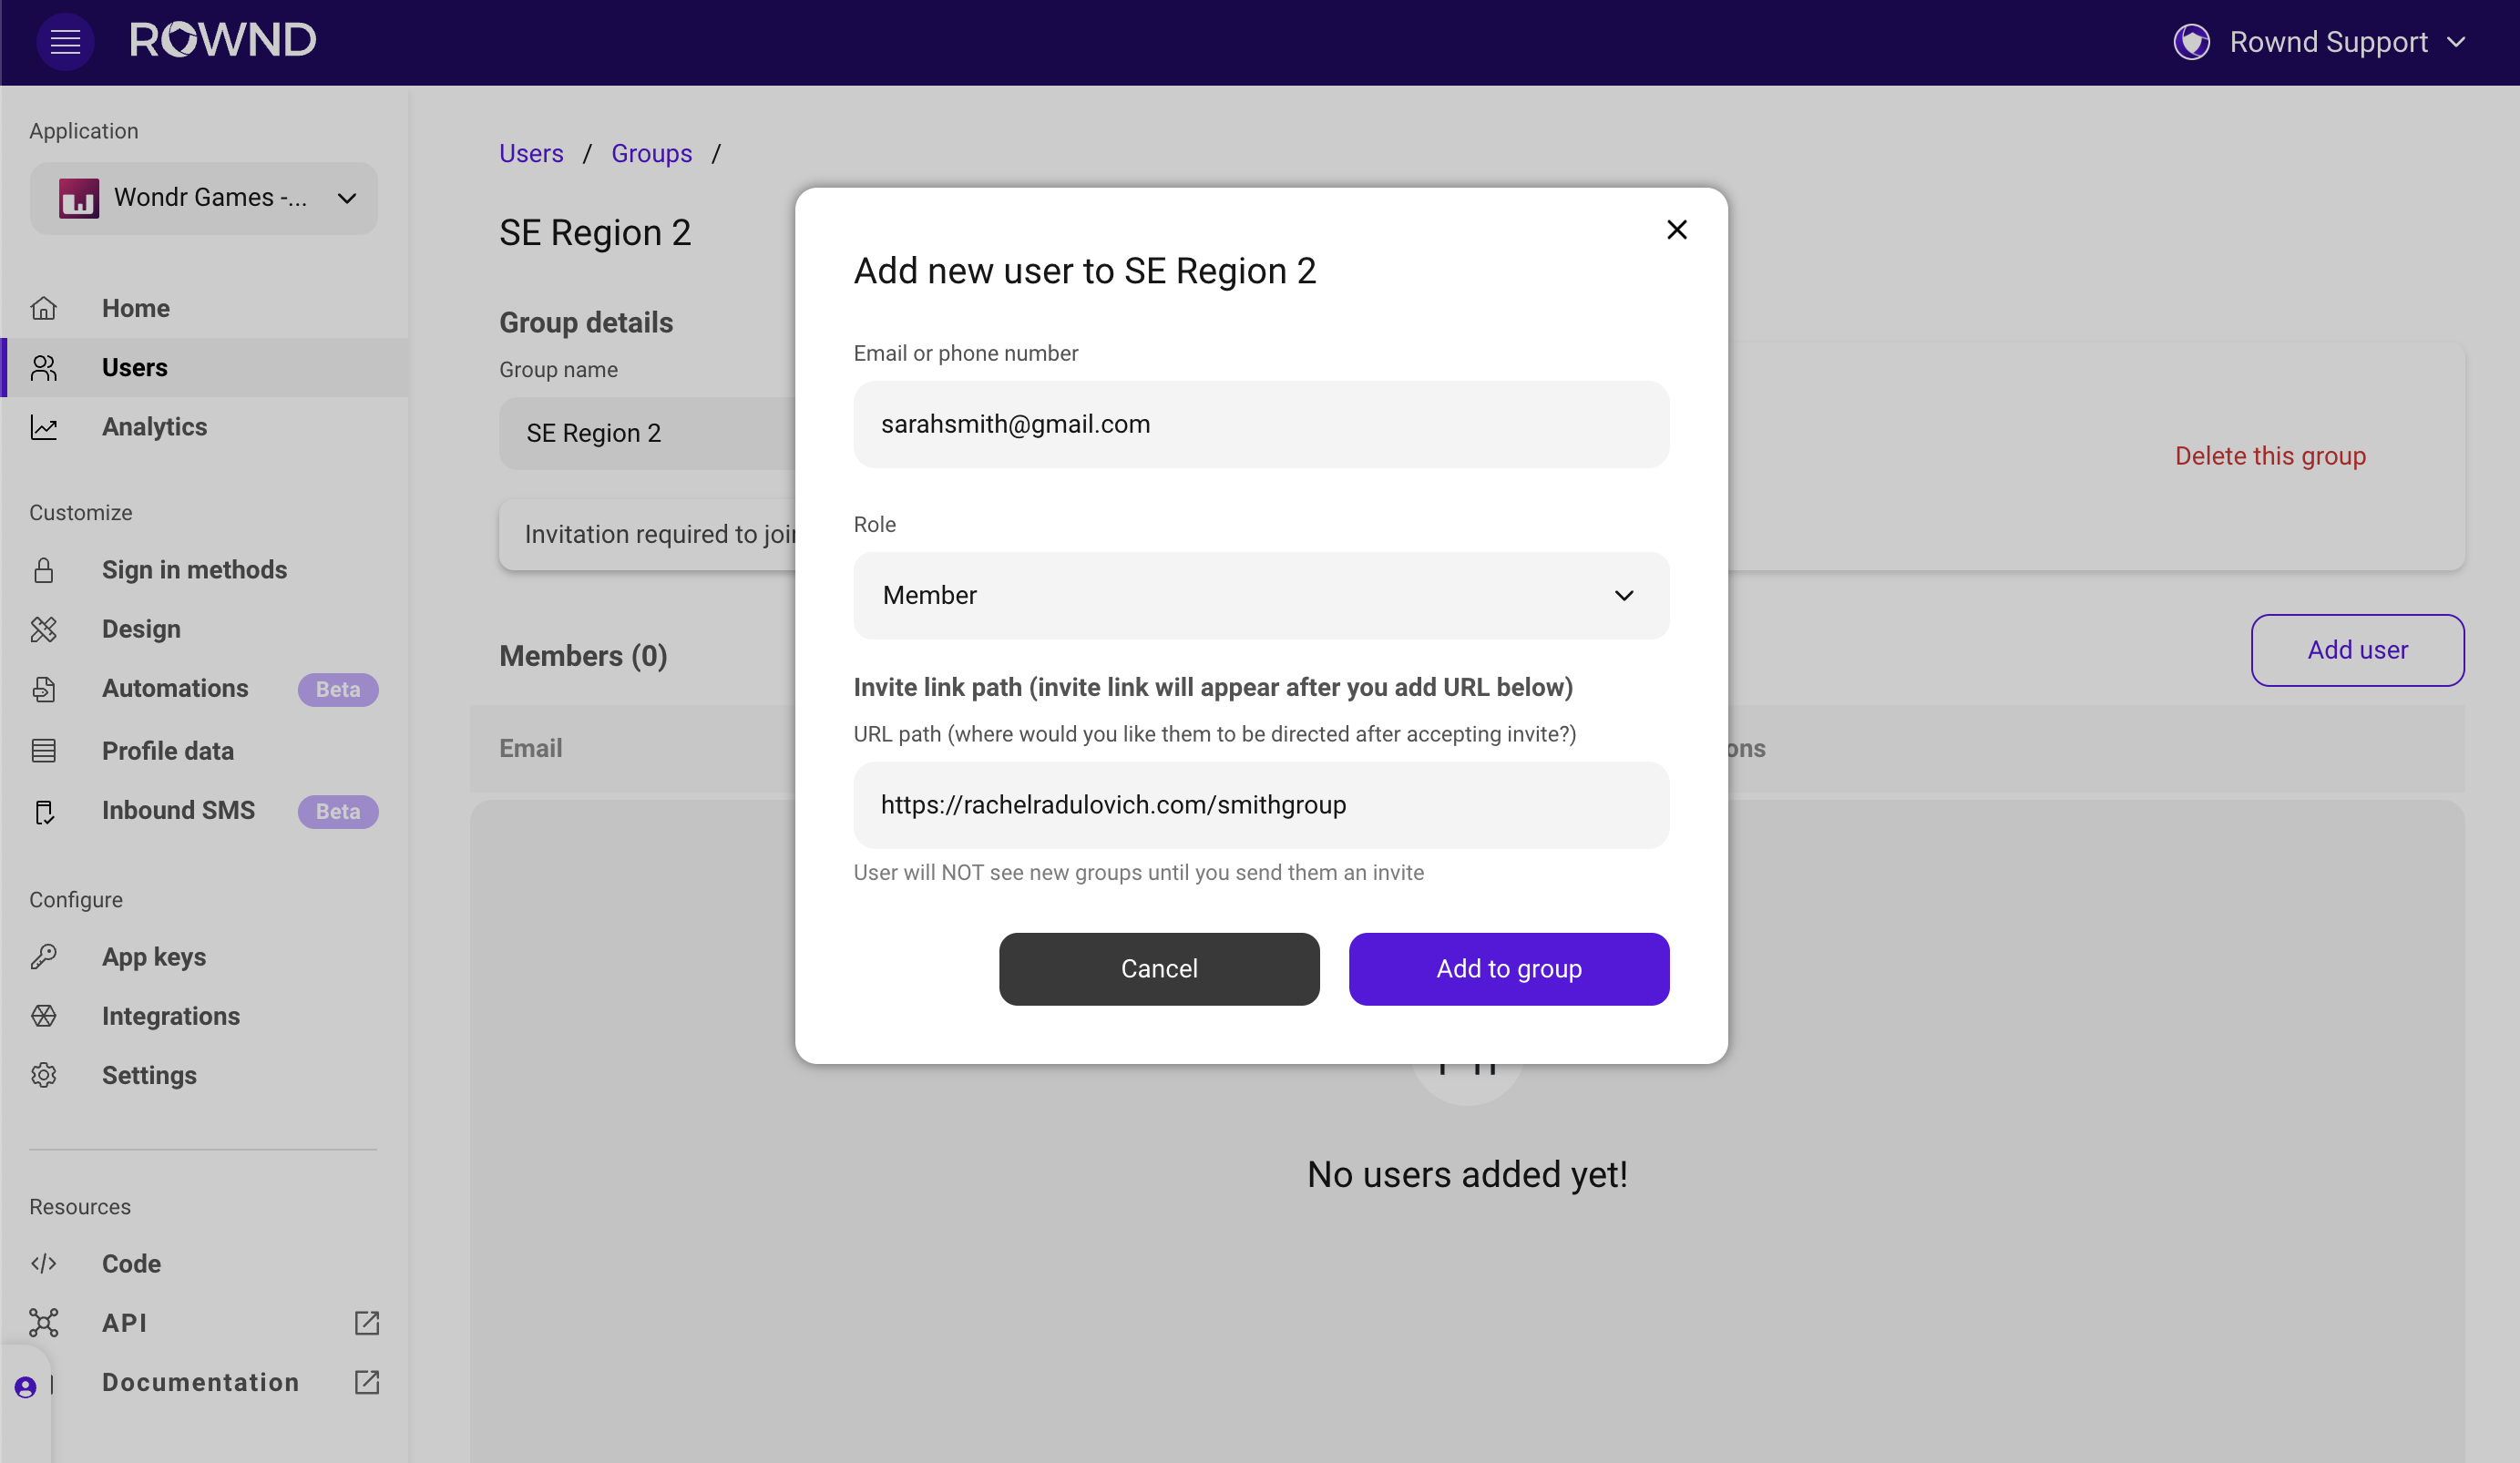 ROWND
Rownd Support
Application
Wondr Games -...
Home
Users
Analytics
Customize
Sign in methods
Design
Automations Beta
Profile data
Inbound SMS Beta
Configure
App keys
Integrations
Settings
Resources
Code
API
Documentation
Users / Groups /
SE Region 2
Group details
Group name
SE Region 2
Invitation required to joi
Delete this group
Members (0)
Add user
Email
ons
No users added yet!
Add new user to SE Region 2
Email or phone number
sarahsmith@gmail.com
Role
Member
Invite link path (invite link will appear after you add URL below)
URL path (where would you like them to be directed after accepting invite?)
https://rachelradulovich.com/smithgroup
User will NOT see new groups until you send them an invite
Cancel
Add to group